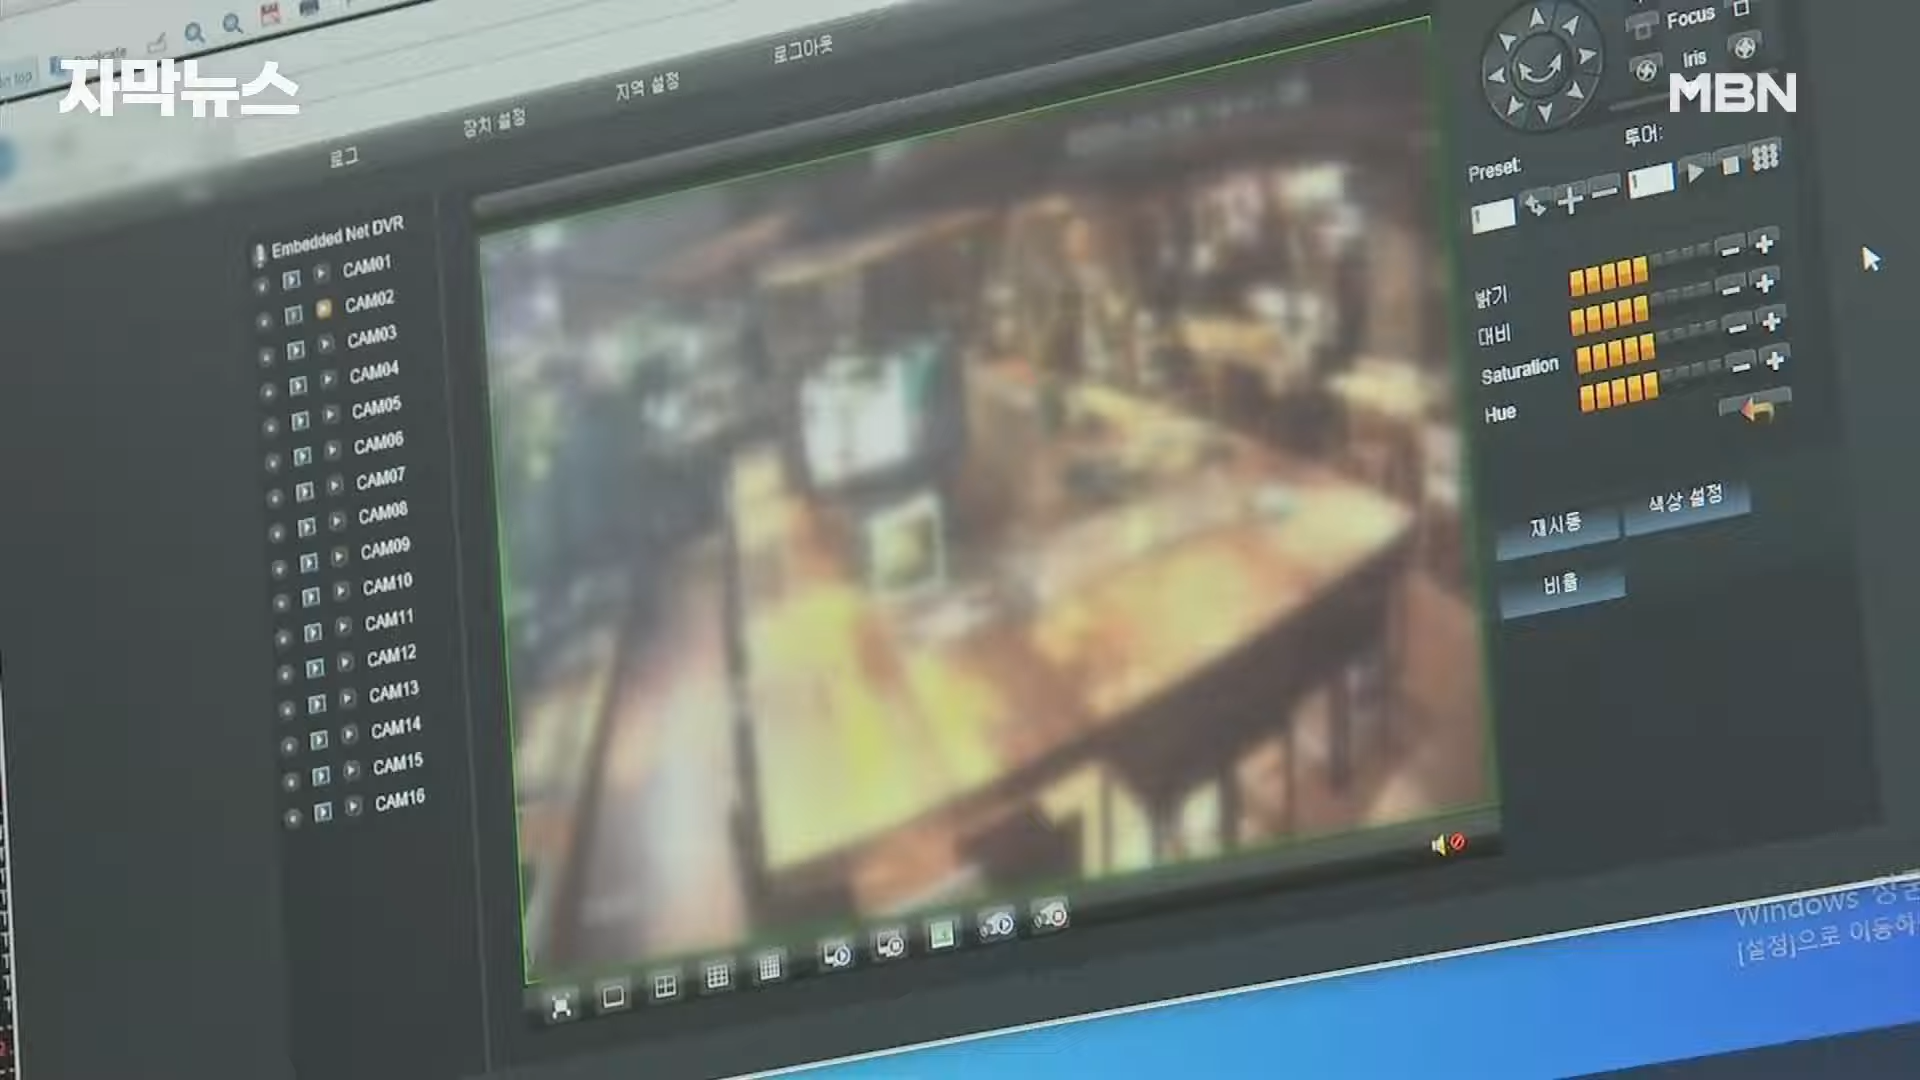 자막뉴스
MBN
로그
장치 설정
지역 설정
로그아웃
Embedded Net DVR
CAM01
CAM02
CAM03
CAM04
CAM05
CAM06
CAM07
CAM08
CAM09
CAM10
CAM11
CAM12
CAM13
CAM14
CAM15
CAM16
Focus
Iris
투어:
Preset:
1
1
밝기
대비
Saturation
Hue
재시동
색상 설정
비율
Windows
[설정]으로